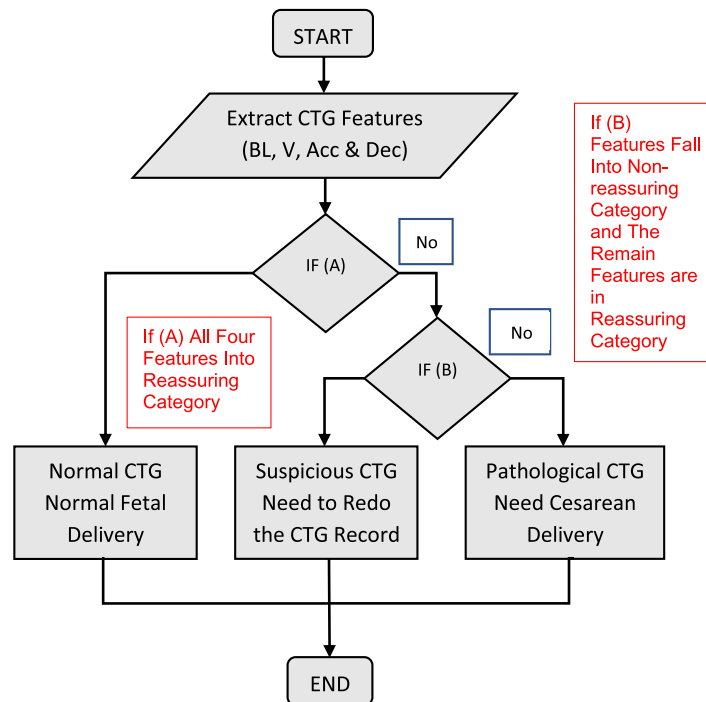 START
Extract CTG Features
(BL, V, Acc & Dec)
If (B)
Features Fall
Into Non-
reassuring
Category
and The
Remain
Features are
in
Reassuring
Category
No
IF (A)
No
If (A) All Four
Features Into
Reassuring
Category
IF (B)
Normal CTG
Normal Fetal
Delivery
Suspicious CTG
Need to Redo
the CTG Record
Pathological CTG
Need Cesarean
Delivery
END